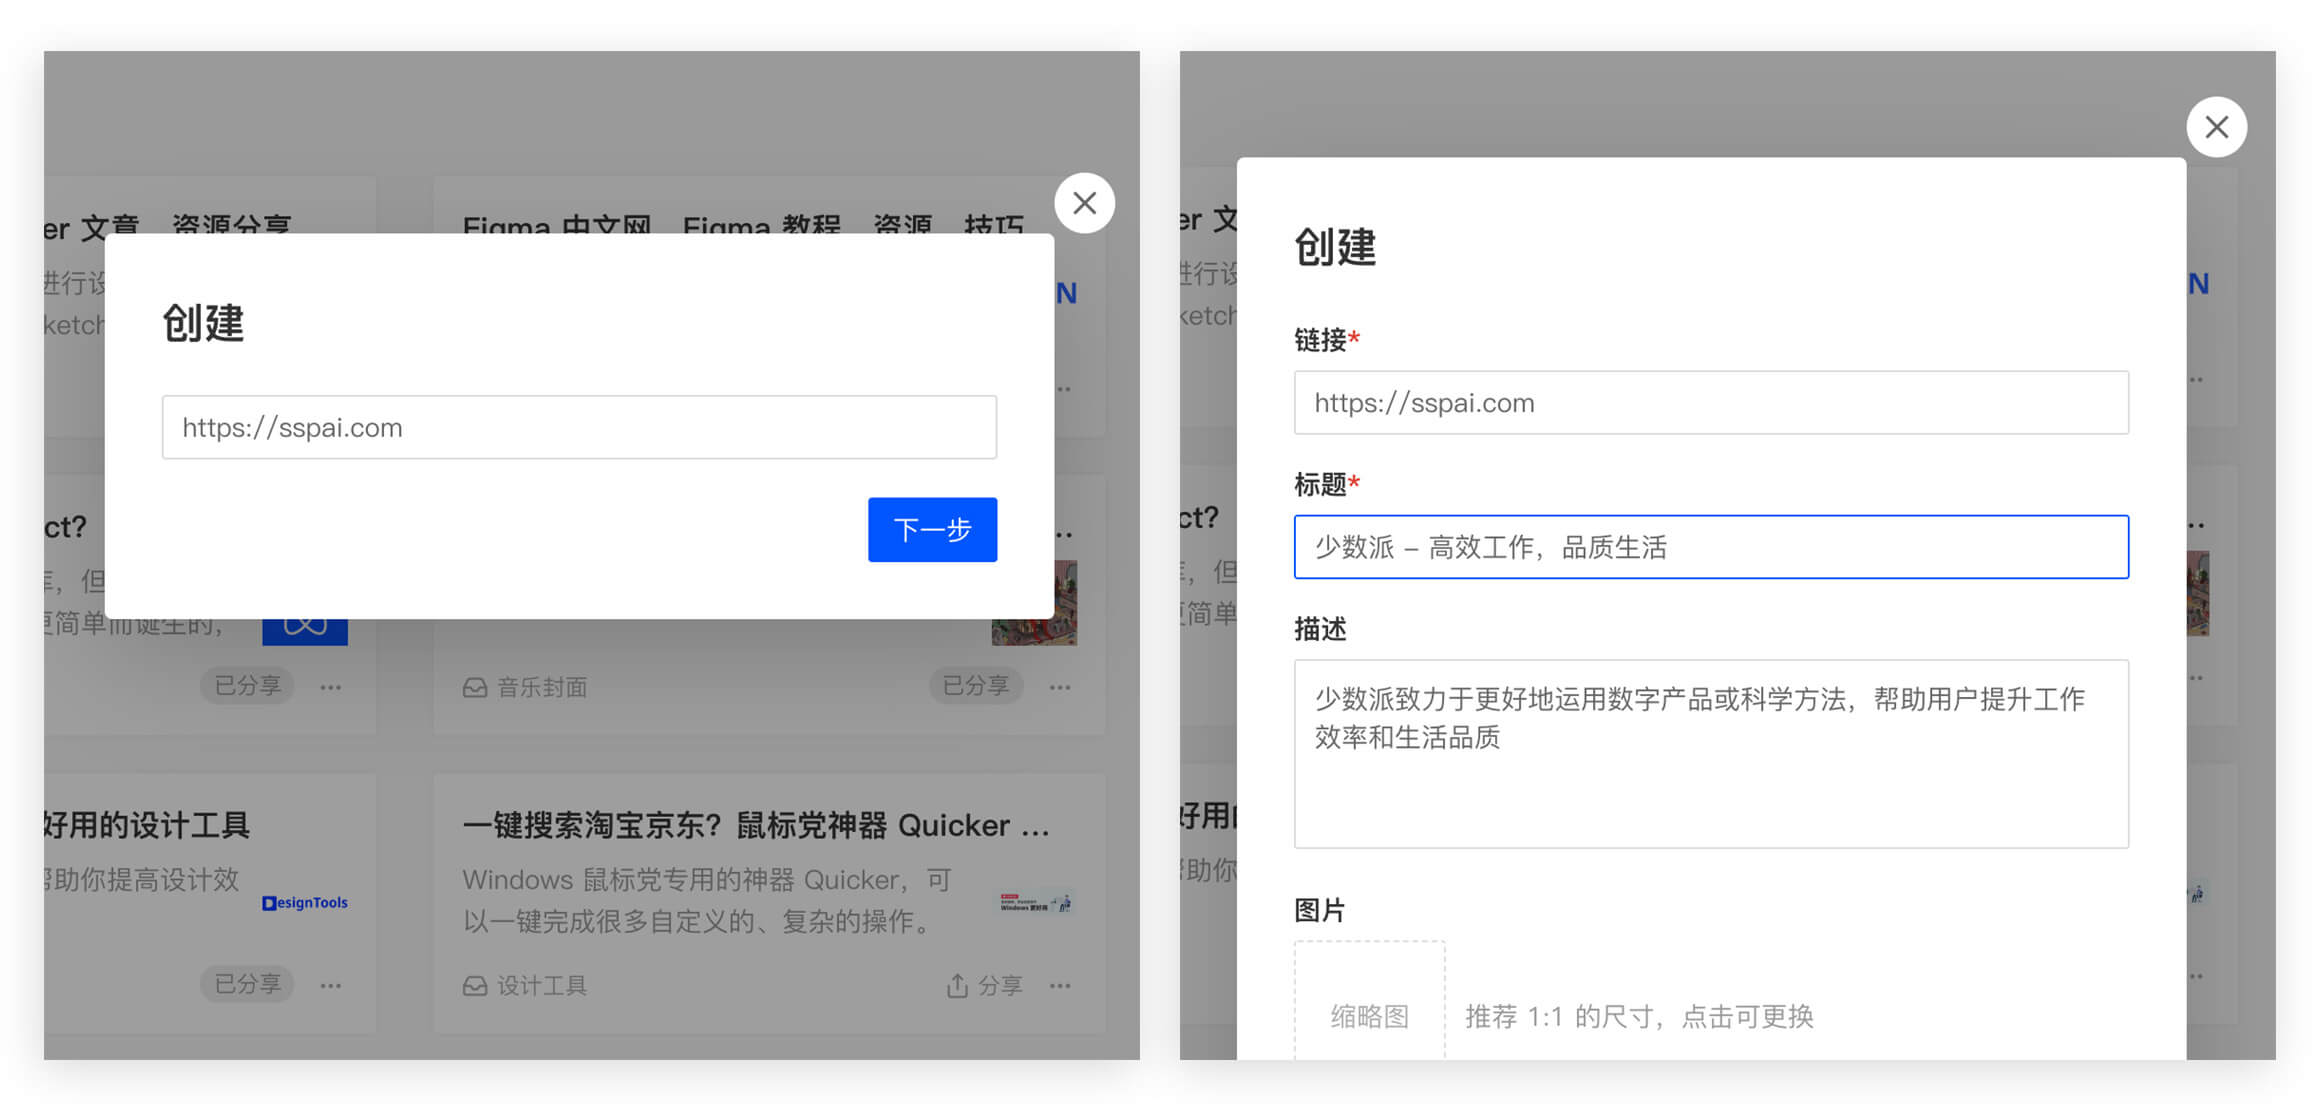 er 文章
资源分享
Figma 中文网
Figma 教程
资源
技巧
进行设
ketch
N
创建
https://sspai.com
下一步
ct?
，但
更简单而诞生的，
已分享
音乐封面
已分享
好用的设计工具
帮助你提高设计效
DesignTools
已分享
一键搜索淘宝京东？鼠标党神器 Quicker ...
Windows 鼠标党专用的神器 Quicker，可
以一键完成很多自定义的、复杂的操作。
设计工具
分享
er 文
进行设
ketch
N
创建
链接*
https://sspai.com
标题*
少数派 – 高效工作，品质生活
描述
少数派致力于更好地运用数字产品或科学方法，帮助用户提升工作
效率和生活品质
图片
缩略图
推荐 1:1 的尺寸，点击可更换
ct?
，但
更简单
好用的
帮助你